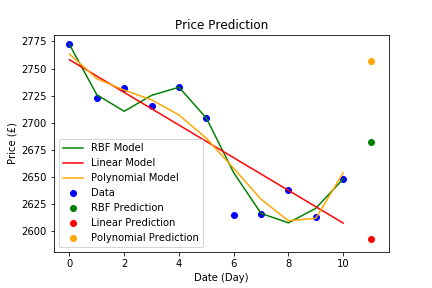 Price Prediction
Price (£)
2775
2750
2725
2700
2675
2650
2625
2600
RBF Model
Linear Model
Polynomial Model
Data
RBF Prediction
Linear Prediction
Polynomial Prediction
0 2 4 6 8 10
Date (Day)